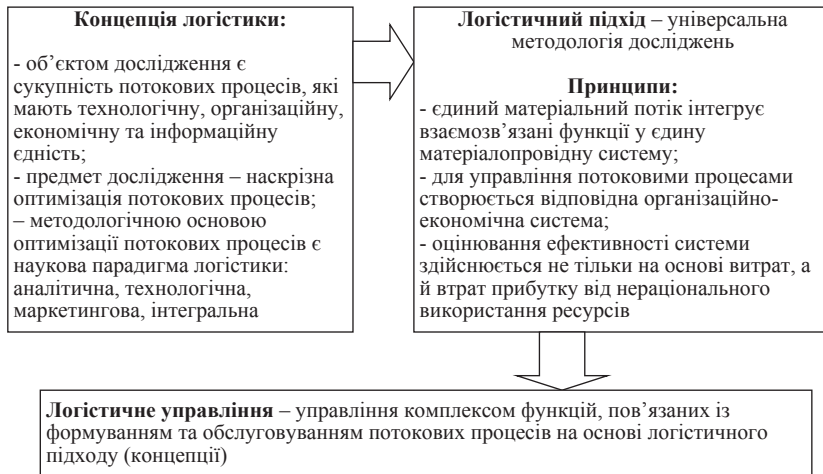 Концепція логістики:
- об’єктом дослідження є
сукупність потокових процесів, які
мають технологічну, організаційну,
економічну та інформаційну
єдність;
- предмет дослідження – наскрізна
оптимізація потокових процесів;
– методологічною основою
оптимізації потокових процесів є
наукова парадигма логістики:
аналітична, технологічна,
маркетингова, інтегральна
Логістичний підхід – універсальна
методологія досліджень
Принципи:
- єдиний матеріальний потік інтегрує
взаємозв’язані функції у єдину
матеріалопровідну систему;
- для управління потоковими процесами
створюється відповідна організаційно-
економічна система;
- оцінювання ефективності системи
здійснюється не тільки на основі витрат, а
й втрат прибутку від нераціонального
використання ресурсів
Логістичне управління – управління комплексом функцій, пов’язаних із
формуванням та обслуговуванням потокових процесів на основі логістичного
підходу (концепції)